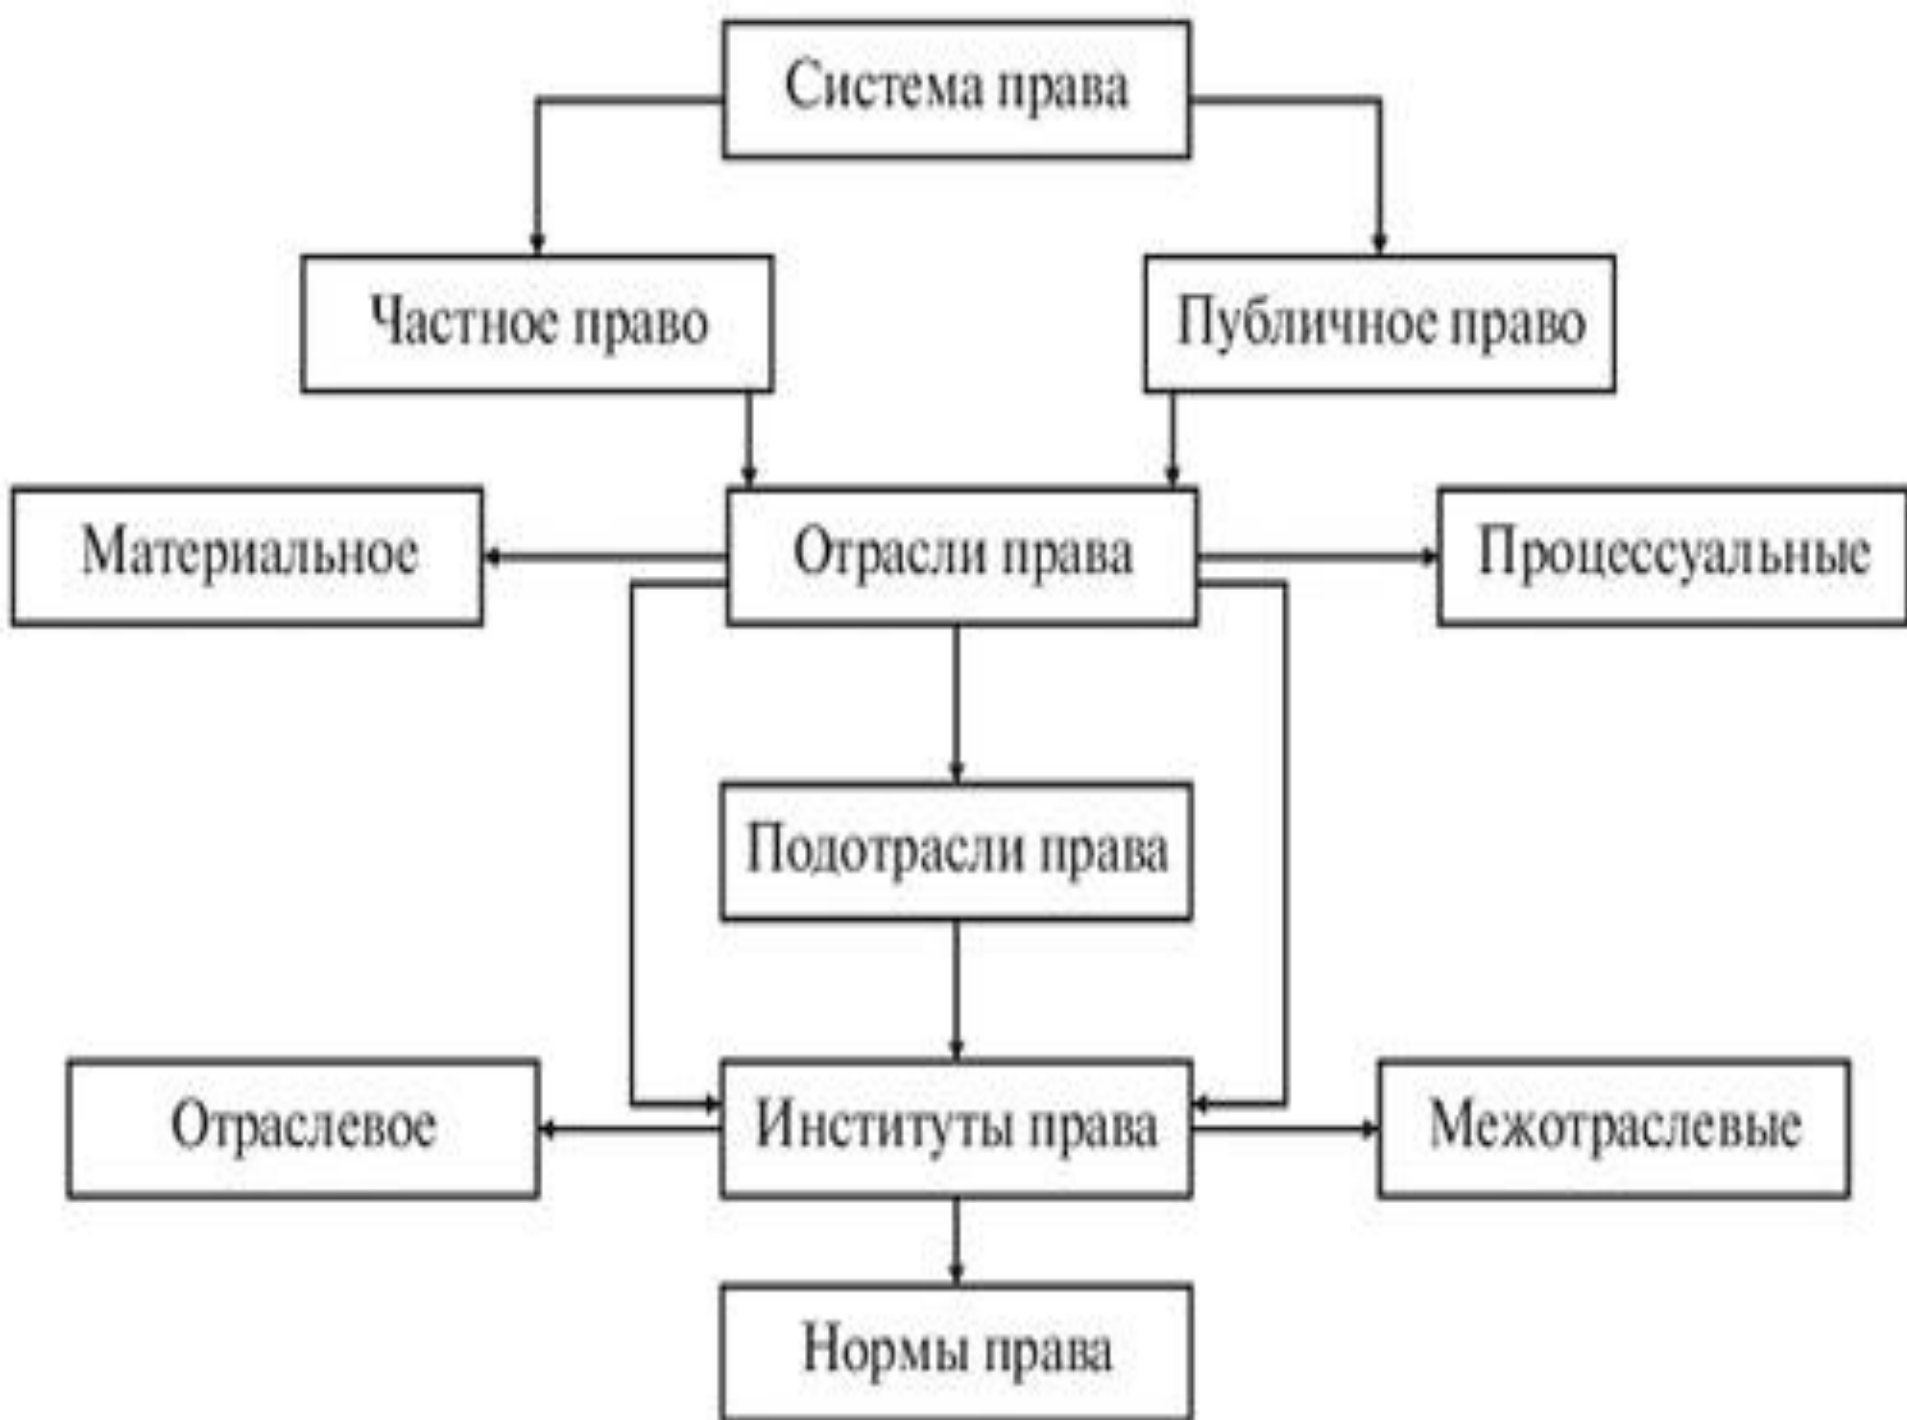 Система права
Частное право
Публичное право
Материальное
Отрасли права
Процессуальные
Подотрасли права
Отраслевое
Институты права
Межотраслевые
Нормы права